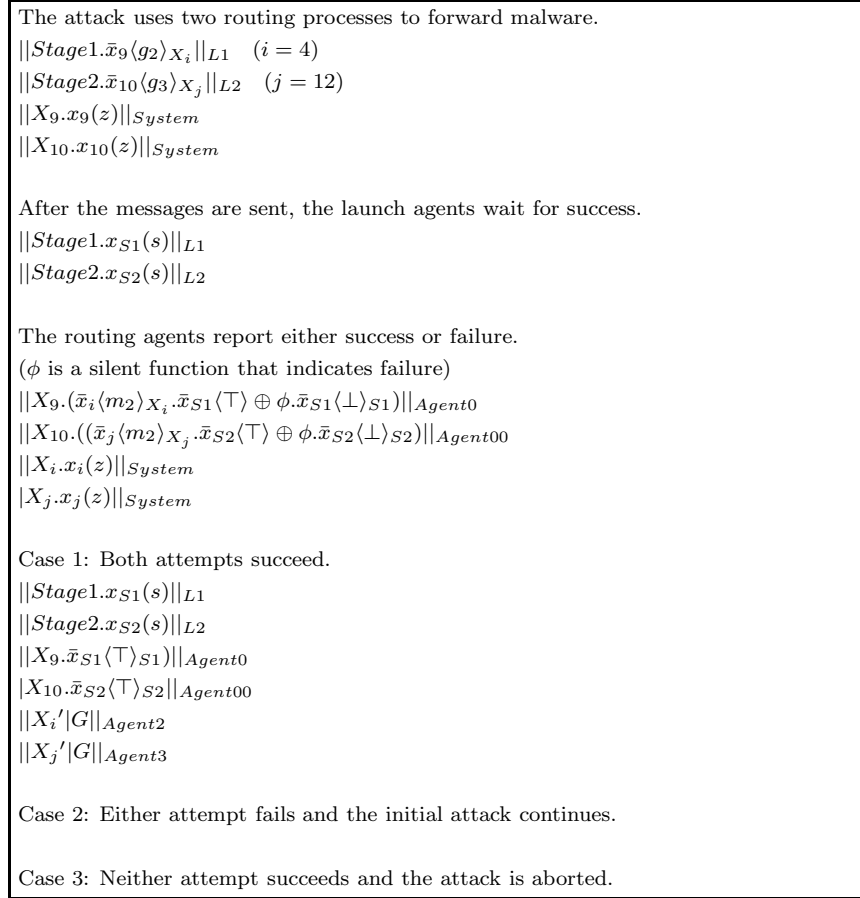 The attack uses two routing processes to forward malware.
||Stage1.x̄₉⟨g₂⟩_{X_i}||_{L1} (i = 4)
||Stage2.x̄₁₀⟨g₃⟩_{X_j}||_{L2} (j = 12)
||X₉.x₉(z)||_{System}
||X₁₀.x₁₀(z)||_{System}
After the messages are sent, the launch agents wait for success.
||Stage1.x_{S1}(s)||_{L1}
||Stage2.x_{S2}(s)||_{L2}
The routing agents report either success or failure.
(ϕ is a silent function that indicates failure)
||X₉.(x̄_i⟨m₂⟩_{X_i}.x̄_{S1}⟨⊤⟩ ⊕ ϕ.x̄_{S1}⟨⊥⟩_{S1})||_{Agent0}
||X₁₀.((x̄_j⟨m₂⟩_{X_j}.x̄_{S2}⟨⊤⟩ ⊕ ϕ.x̄_{S2}⟨⊥⟩_{S2})||_{Agent00}
||X_i.x_i(z)||_{System}
|X_j.x_j(z)||_{System}
Case 1: Both attempts succeed.
||Stage1.x_{S1}(s)||_{L1}
||Stage2.x_{S2}(s)||_{L2}
||X₉.x̄_{S1}⟨⊤⟩_{S1})||_{Agent0}
|X₁₀.x̄_{S2}⟨⊤⟩_{S2}||_{Agent00}
||X_i′|G||_{Agent2}
||X_j′|G||_{Agent3}
Case 2: Either attempt fails and the initial attack continues.
Case 3: Neither attempt succeeds and the attack is aborted.